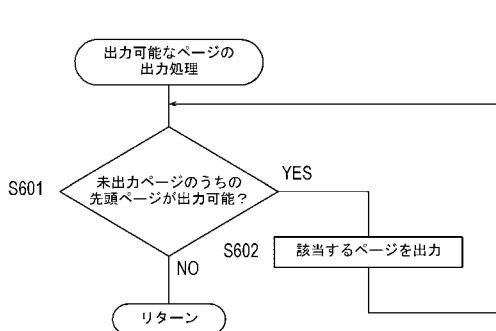 出力可能なページの
出力処理
S601
未出力ページのうちの
先頭ページが出力可能？
YES
S602
該当するページを出力
NO
リターン